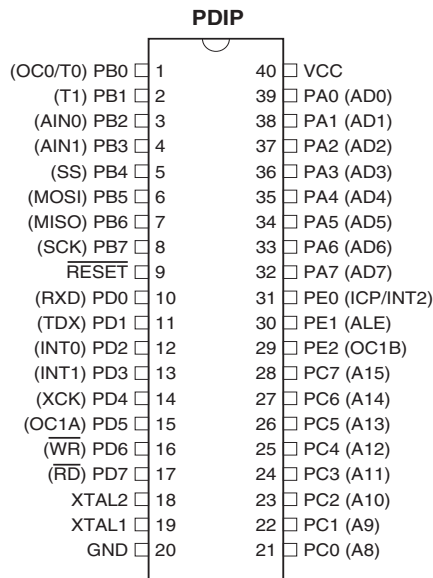 PDIP
(OC0/T0) PB0 1 40 VCC
(T1) PB1 2 39 PA0 (AD0)
(AIN0) PB2 3 38 PA1 (AD1)
(AIN1) PB3 4 37 PA2 (AD2)
(SS) PB4 5 36 PA3 (AD3)
(MOSI) PB5 6 35 PA4 (AD4)
(MISO) PB6 7 34 PA5 (AD5)
(SCK) PB7 8 33 PA6 (AD6)
RESET 9 32 PA7 (AD7)
(RXD) PD0 10 31 PE0 (ICP/INT2)
(TDX) PD1 11 30 PE1 (ALE)
(INT0) PD2 12 29 PE2 (OC1B)
(INT1) PD3 13 28 PC7 (A15)
(XCK) PD4 14 27 PC6 (A14)
(OC1A) PD5 15 26 PC5 (A13)
(WR) PD6 16 25 PC4 (A12)
(RD) PD7 17 24 PC3 (A11)
XTAL2 18 23 PC2 (A10)
XTAL1 19 22 PC1 (A9)
GND 20 21 PC0 (A8)